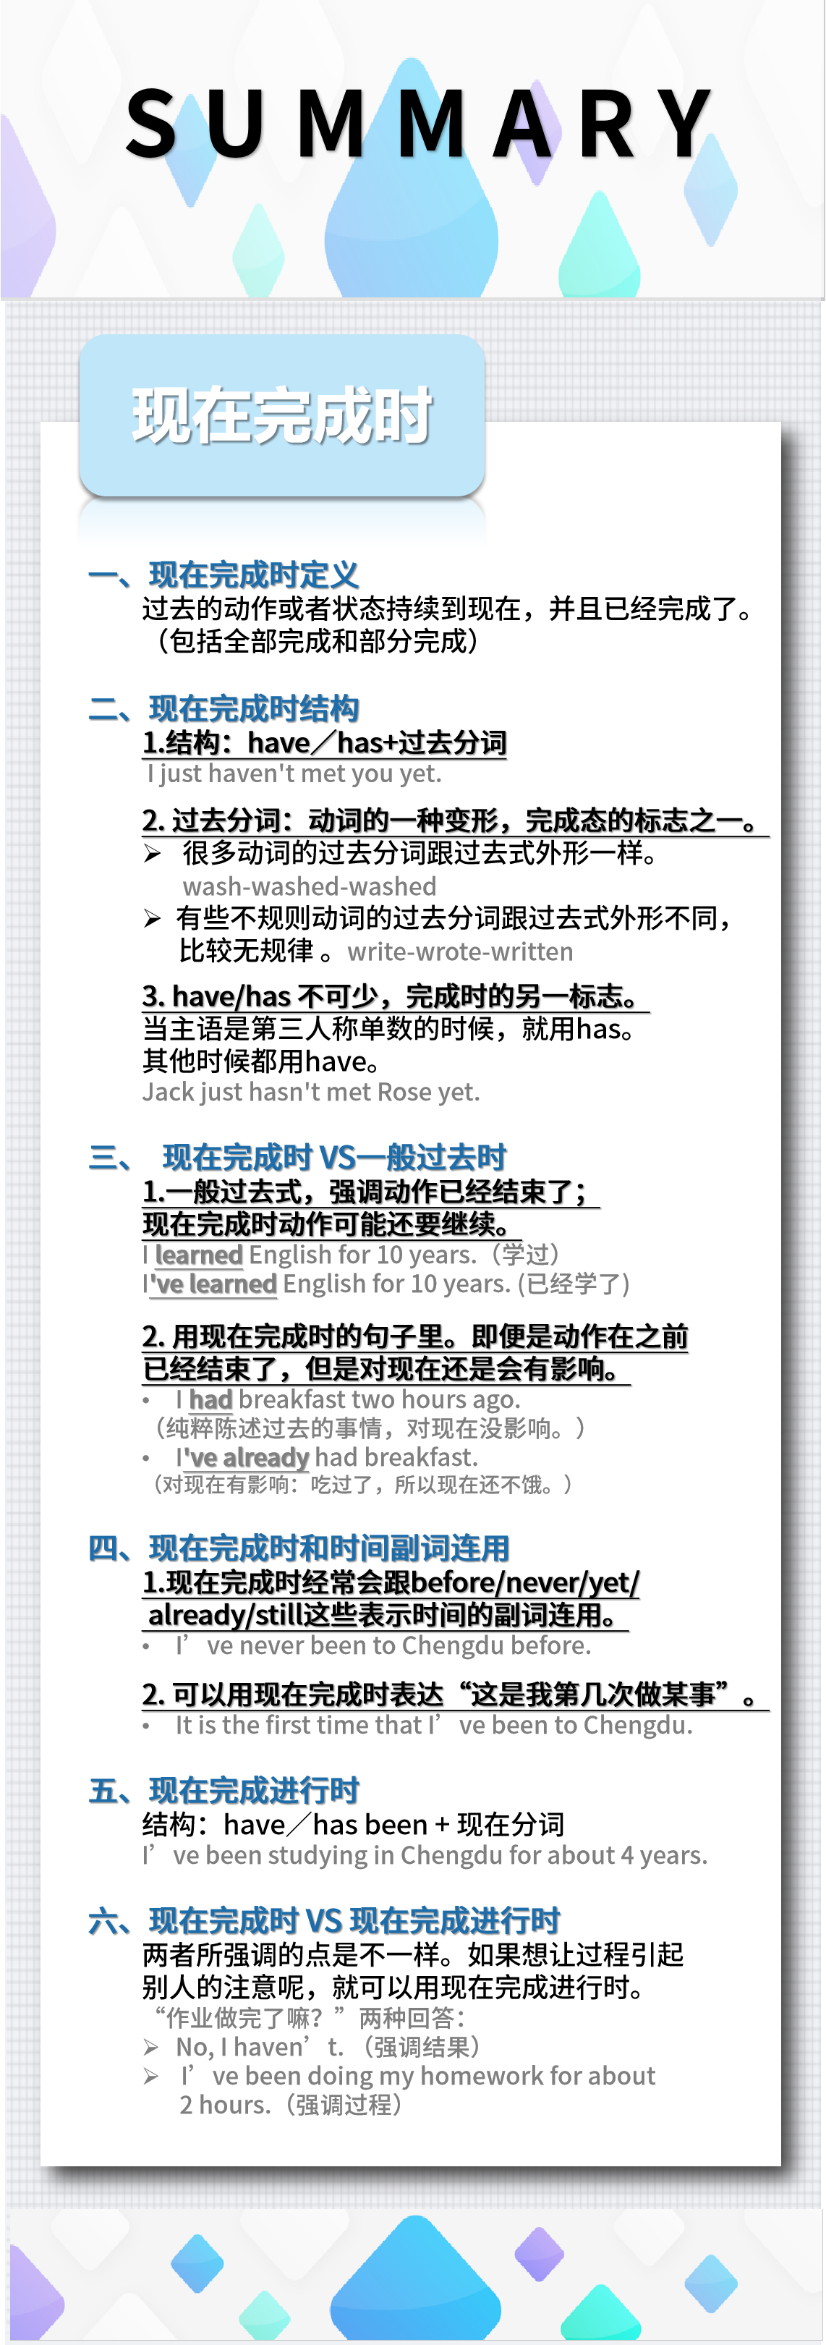 SUMMARY
现在完成时
一、现在完成时定义
过去的动作或者状态持续到现在，并且已经完成了。
（包括全部完成和部分完成）
二、现在完成时结构
1.结构：have／has+过去分词
I just haven't met you yet.
2. 过去分词：动词的一种变形，完成态的标志之一。
➢ 很多动词的过去分词跟过去式外形一样。
wash-washed-washed
➢ 有些不规则动词的过去分词跟过去式外形不同，
比较无规律 。write-wrote-written
3. have/has 不可少，完成时的另一标志。
当主语是第三人称单数的时候，就用has。
其他时候都用have。
Jack just hasn't met Rose yet.
三、 现在完成时 VS一般过去时
1.一般过去式，强调动作已经结束了；
现在完成时动作可能还要继续。
I learned English for 10 years.（学过）
I've learned English for 10 years. (已经学了)
2. 用现在完成时的句子里。即便是动作在之前
已经结束了，但是对现在还是会有影响。
• I had breakfast two hours ago.
（纯粹陈述过去的事情，对现在没影响。）
• I've already had breakfast.
（对现在有影响：吃过了，所以现在还不饿。）
四、现在完成时和时间副词连用
1.现在完成时经常会跟before/never/yet/
already/still这些表示时间的副词连用。
• I’ve never been to Chengdu before.
2. 可以用现在完成时表达“这是我第几次做某事”。
• It is the first time that I’ve been to Chengdu.
五、现在完成进行时
结构：have／has been + 现在分词
I’ve been studying in Chengdu for about 4 years.
六、现在完成时 VS 现在完成进行时
两者所强调的点是不一样。如果想让过程引起
别人的注意呢，就可以用现在完成进行时。
“作业做完了嘛？”两种回答：
➢ No, I haven’t.（强调结果）
➢ I’ve been doing my homework for about
2 hours.（强调过程）